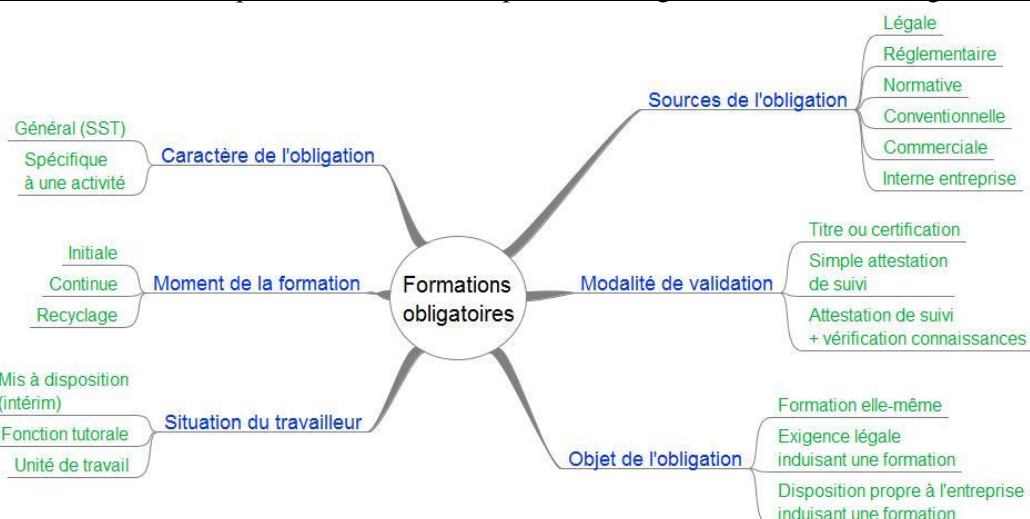 Formations
obligatoires
Sources de l'obligation
Légale
Réglementaire
Normative
Conventionnelle
Commerciale
Interne entreprise
Modalité de validation
Titre ou certification
Simple attestation
de suivi
Attestation de suivi
+ vérification connaissances
Objet de l'obligation
Formation elle-même
Exigence légale
induisant une formation
Disposition propre à l'entreprise
induisant une formation
Caractère de l'obligation
Général (SST)
Spécifique
à une activité
Moment de la formation
Initiale
Continue
Recyclage
Situation du travailleur
Mis à disposition
(intérim)
Fonction tutorale
Unité de travail